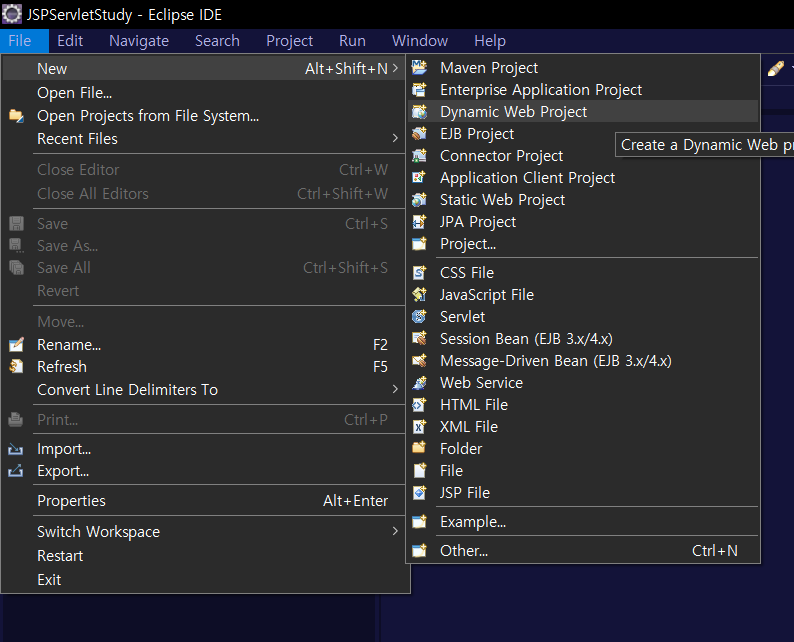 JSPServletStudy - Eclipse IDE
File Edit Navigate Search Project Run Window Help
New Alt+Shift+N
Open File...
Open Projects from File System...
Recent Files
Close Editor Ctrl+W
Close All Editors Ctrl+Shift+W
Save Ctrl+S
Save As...
Save All Ctrl+Shift+S
Revert
Move...
Rename... F2
Refresh F5
Convert Line Delimiters To
Print... Ctrl+P
Import...
Export...
Properties Alt+Enter
Switch Workspace
Restart
Exit
Maven Project
Enterprise Application Project
Dynamic Web Project
EJB Project
Create a Dynamic Web pr
Connector Project
Application Client Project
Static Web Project
JPA Project
Project...
CSS File
JavaScript File
Servlet
Session Bean (EJB 3.x/4.x)
Message-Driven Bean (EJB 3.x/4.x)
Web Service
HTML File
XML File
Folder
File
JSP File
Example...
Other... Ctrl+N